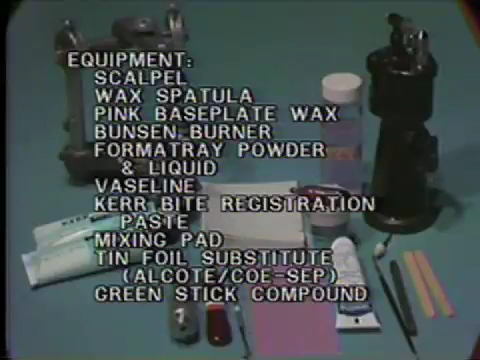 EQUIPMENT:
SCALPEL
WAX SPATULA
PINK BASEPLATE WAX
BUNSEN BURNER
FORMATRAY POWDER
& LIQUID
VASELINE
KERR BITE REGISTRATION
PASTE
MIXING PAD
TIN FOIL SUBSTITUTE
(ALCOTE/COE-SEP)
GREEN STICK COMPOUND